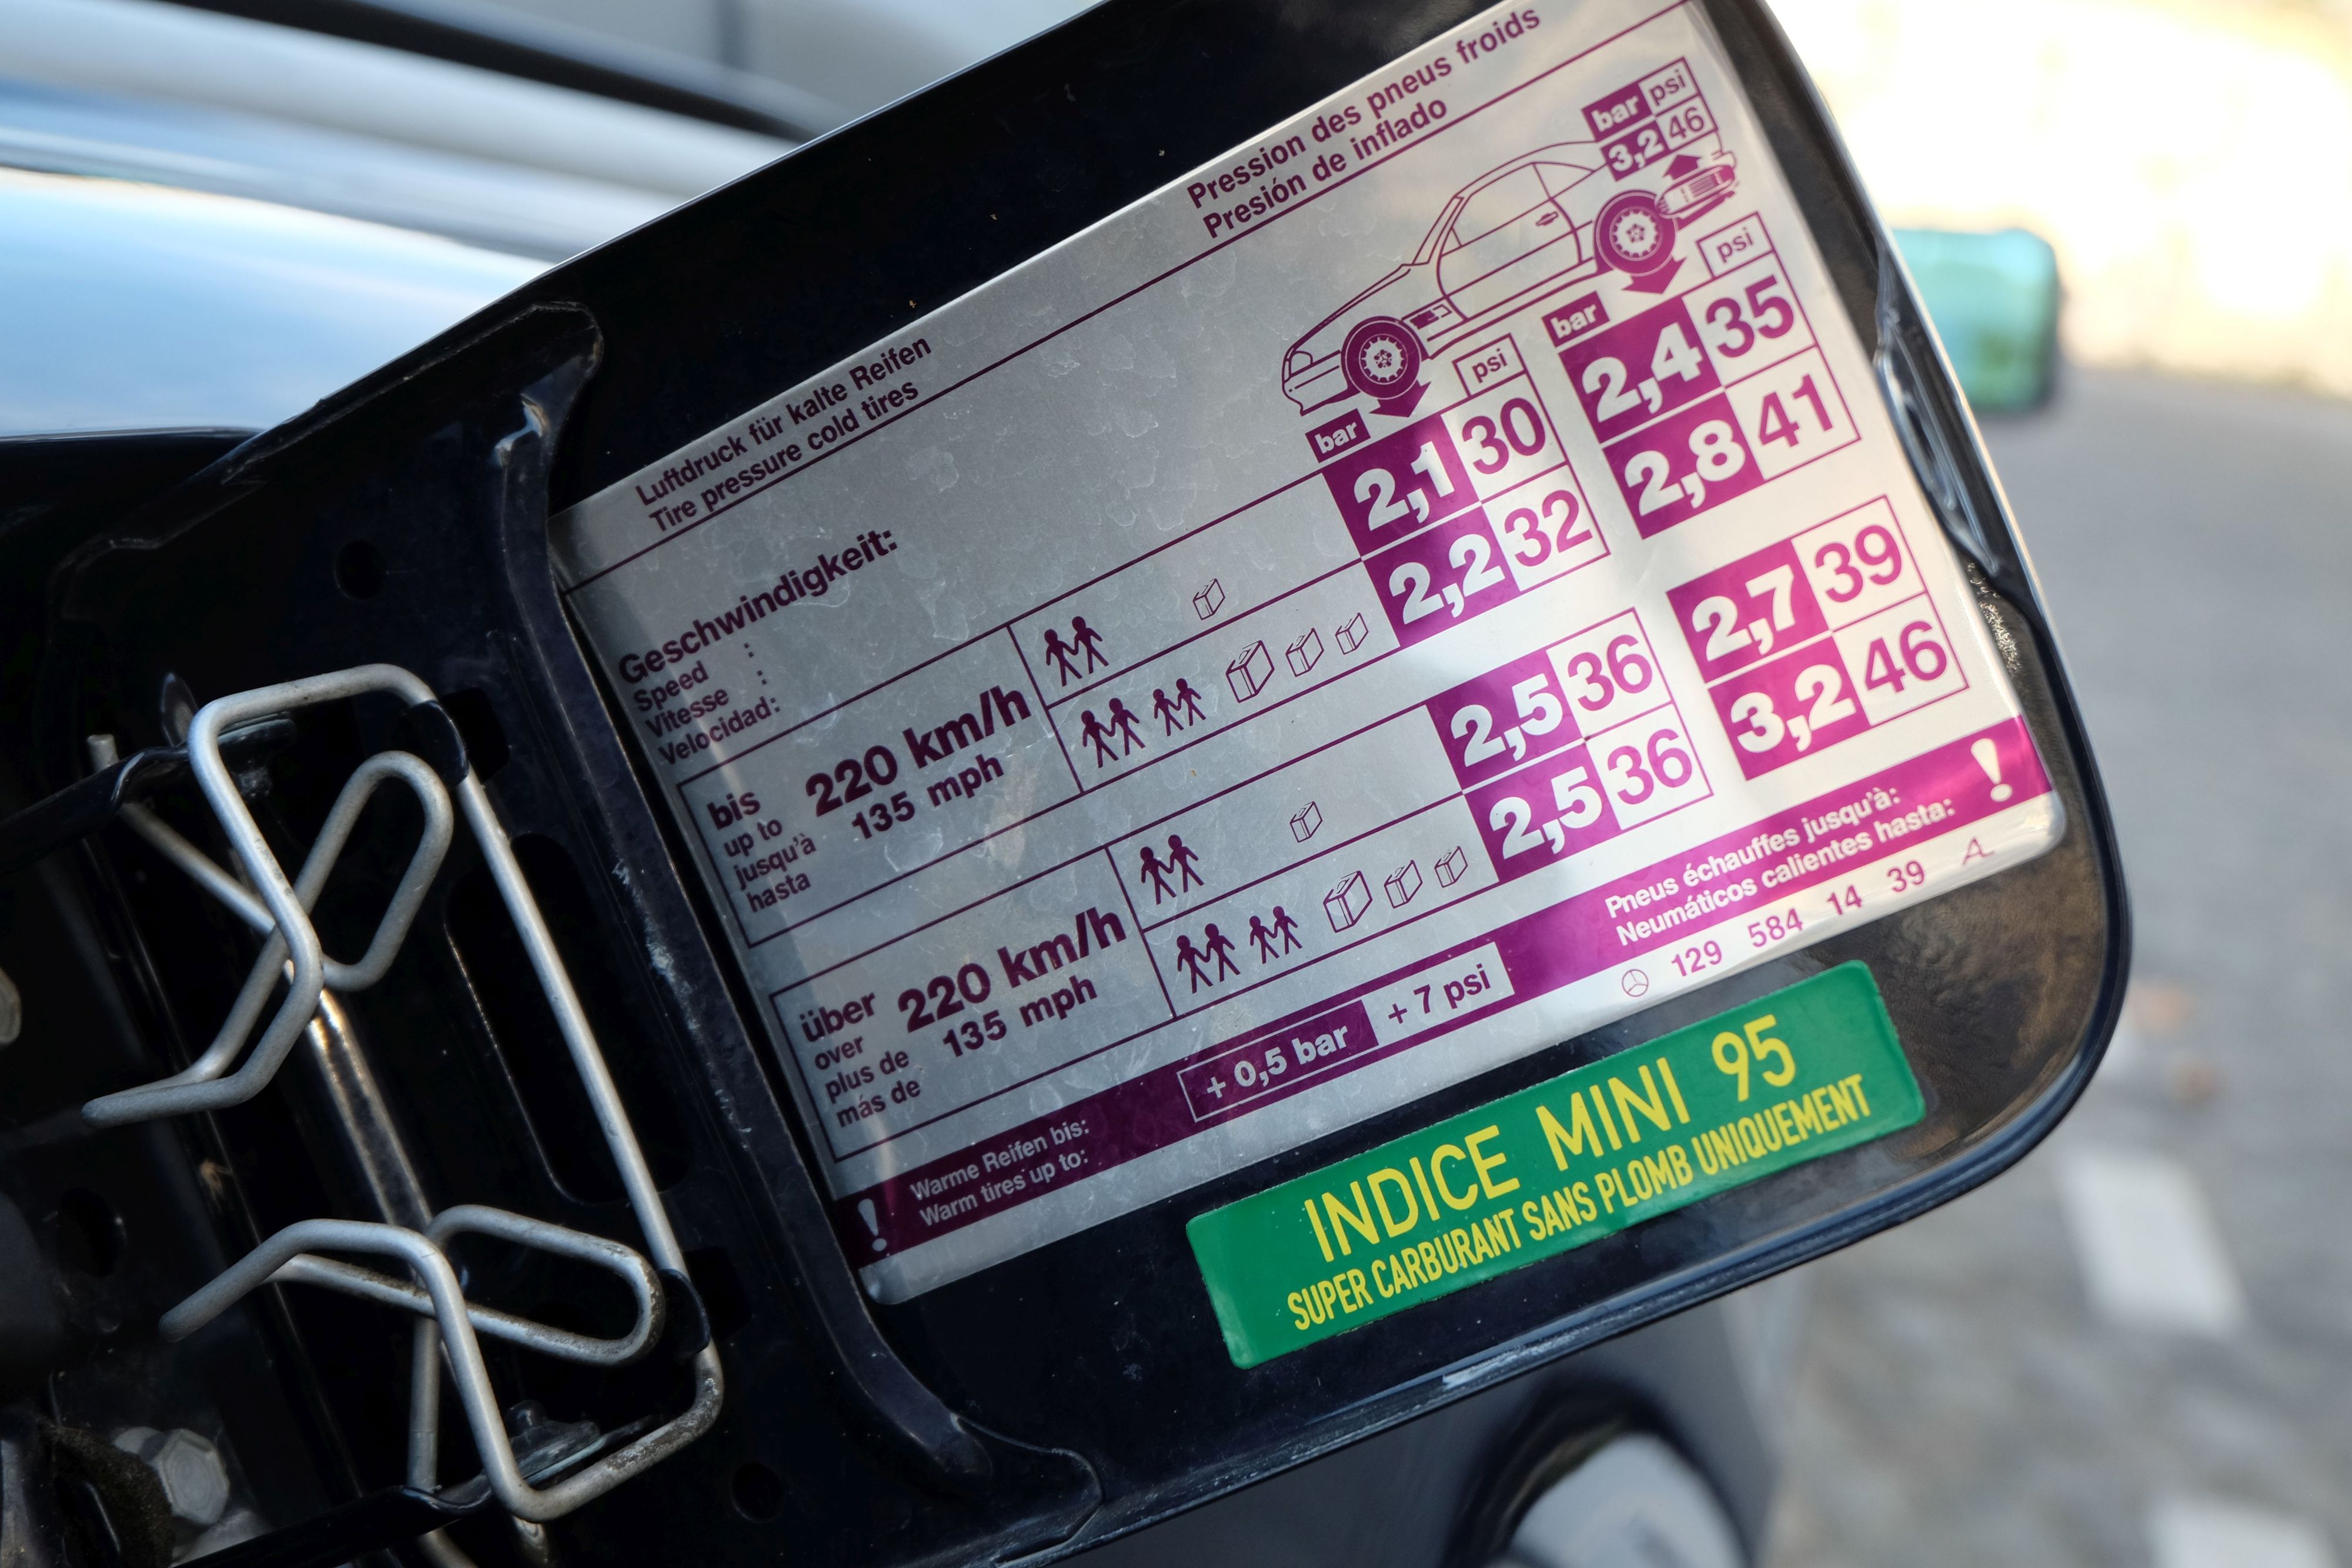 Luftdruck für kalte Reifen
Tire pressure cold tires
Pression des pneus froids
Presión de inflado
bar psi
3,2 46
Geschwindigkeit:
Speed :
Vitesse :
Velocidad:
bar psi
bar psi
bis 220 km/h
up to 135 mph
jusqu'à
hasta
2,1 30 2,4 35
2,2 32 2,8 41
über 220 km/h
over 135 mph
plus de
más de
2,5 36 2,7 39
2,5 36 3,2 46
! Warme Reifen bis:
Warm tires up to:
+ 0,5 bar + 7 psi
Pneus échauffes jusqu'à: !
Neumáticos calientes hasta:
129 584 14 39 A
INDICE MINI 95
SUPER CARBURANT SANS PLOMB UNIQUEMENT